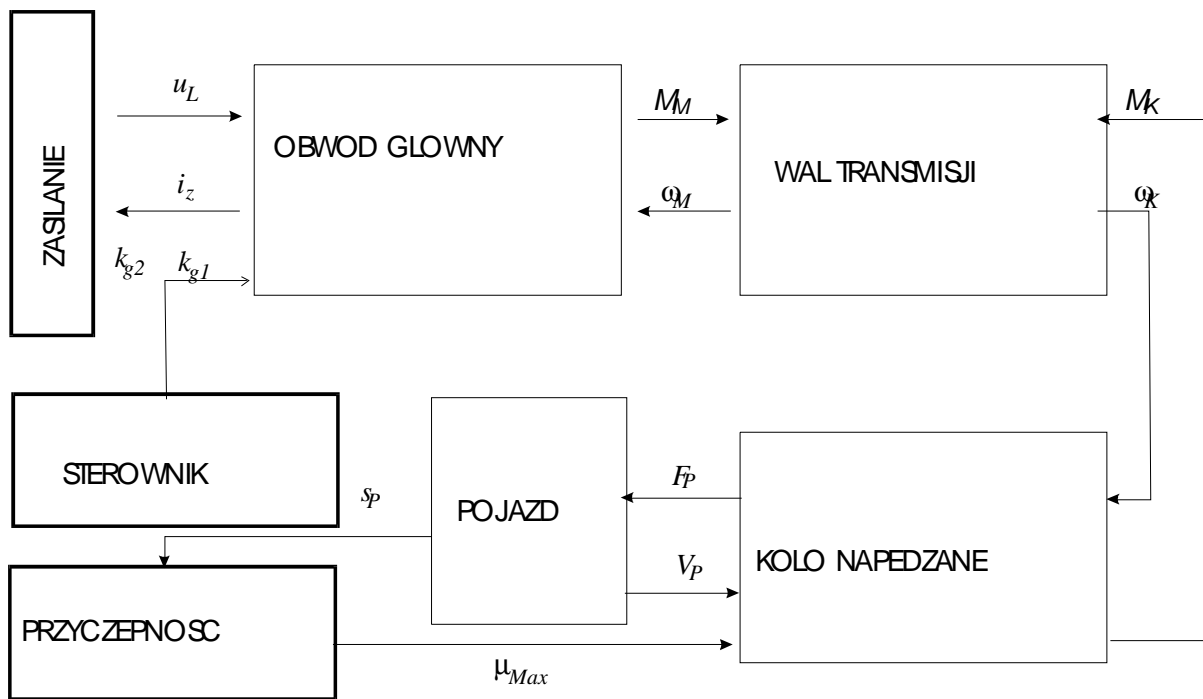 ZASILANIE
u_L
i_z
k_g2
k_g1
OBWOD GLOWNY
M_M
ω_M
WAL TRANSMISJI
M_K
ω_K
STEROWNIK
s_P
POJAZD
F_P
V_P
KOLO NAPEDZANE
PRZYCZEPNOSC
μ_Max